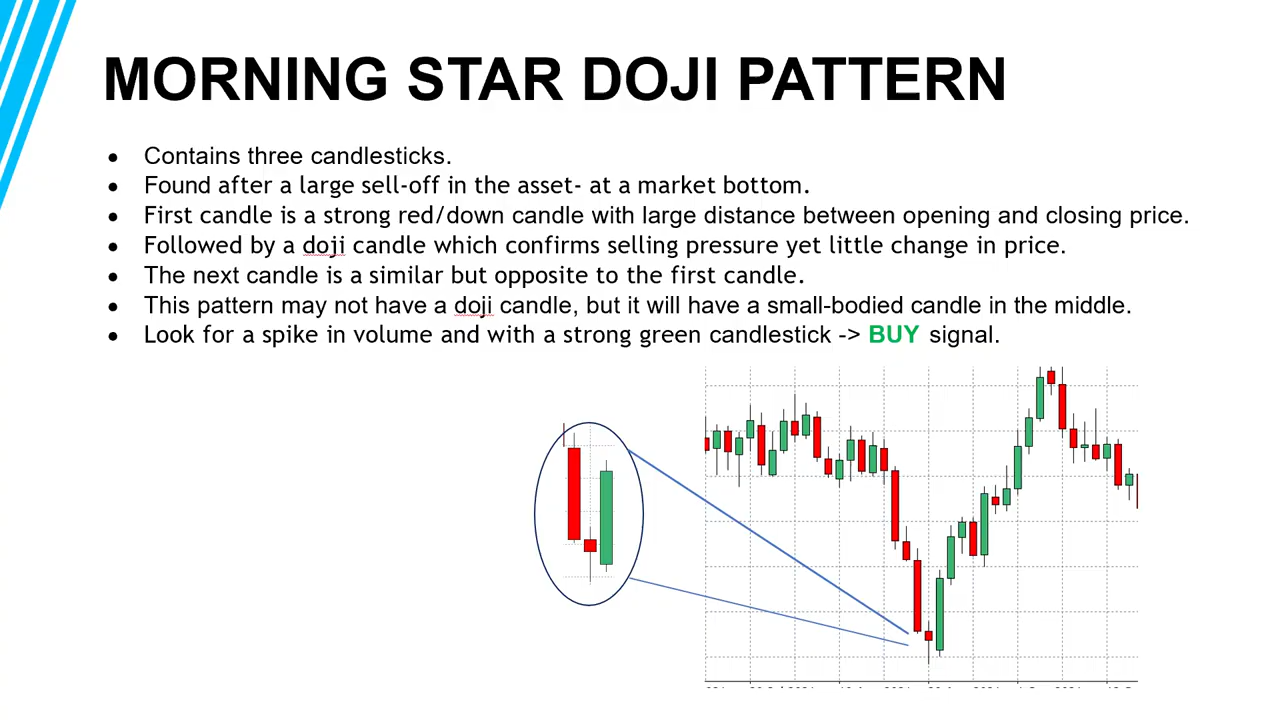 MORNING STAR DOJI PATTERN
• Contains three candlesticks.
• Found after a large sell-off in the asset- at a market bottom.
• First candle is a strong red/down candle with large distance between opening and closing price.
• Followed by a doji candle which confirms selling pressure yet little change in price.
• The next candle is a similar but opposite to the first candle.
• This pattern may not have a doji candle, but it will have a small-bodied candle in the middle.
• Look for a spike in volume and with a strong green candlestick -> BUY signal.